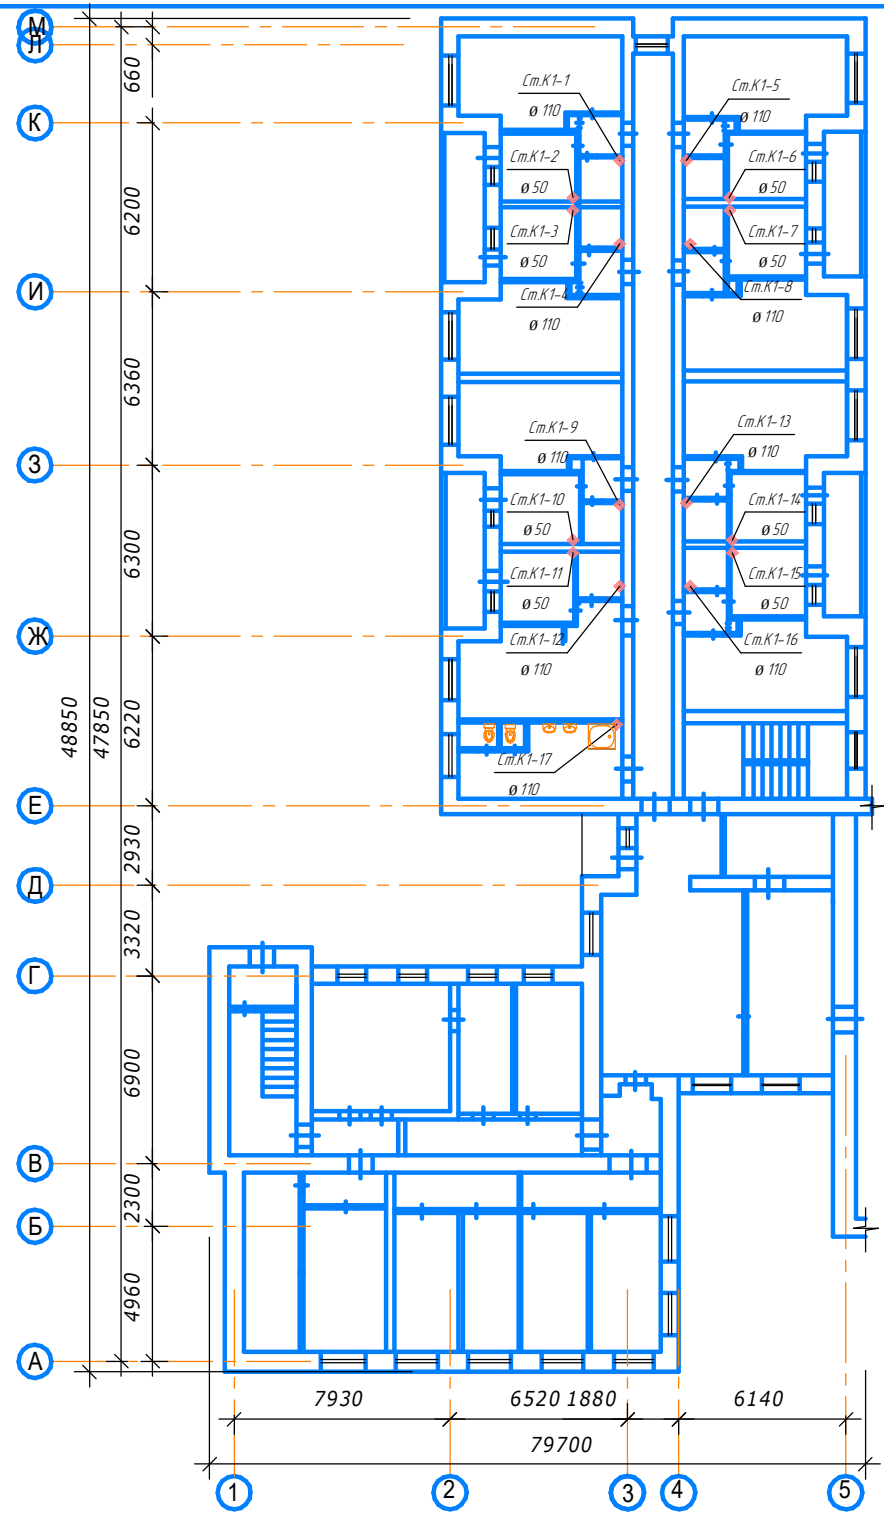 М
Л
660
К
6200
И
6360
З
6300
Ж
48850
47850
6220
Е
2930
Д
3320
Г
6900
В
2300
Б
4960
А
Ст.К1-1
ø 110
Ст.К1-5
ø 110
Ст.К1-2
ø 50
Ст.К1-6
ø 50
Ст.К1-3
ø 50
Ст.К1-7
ø 50
Ст.К1-4
ø 110
Ст.К1-8
ø 110
Ст.К1-9
ø 110
Ст.К1-13
ø 110
Ст.К1-10
ø 50
Ст.К1-14
ø 50
Ст.К1-11
ø 50
Ст.К1-15
ø 50
Ст.К1-12
ø 110
Ст.К1-16
ø 110
Ст.К1-17
ø 110
7930 6520 1880 6140
79700
1 2 3 4 5